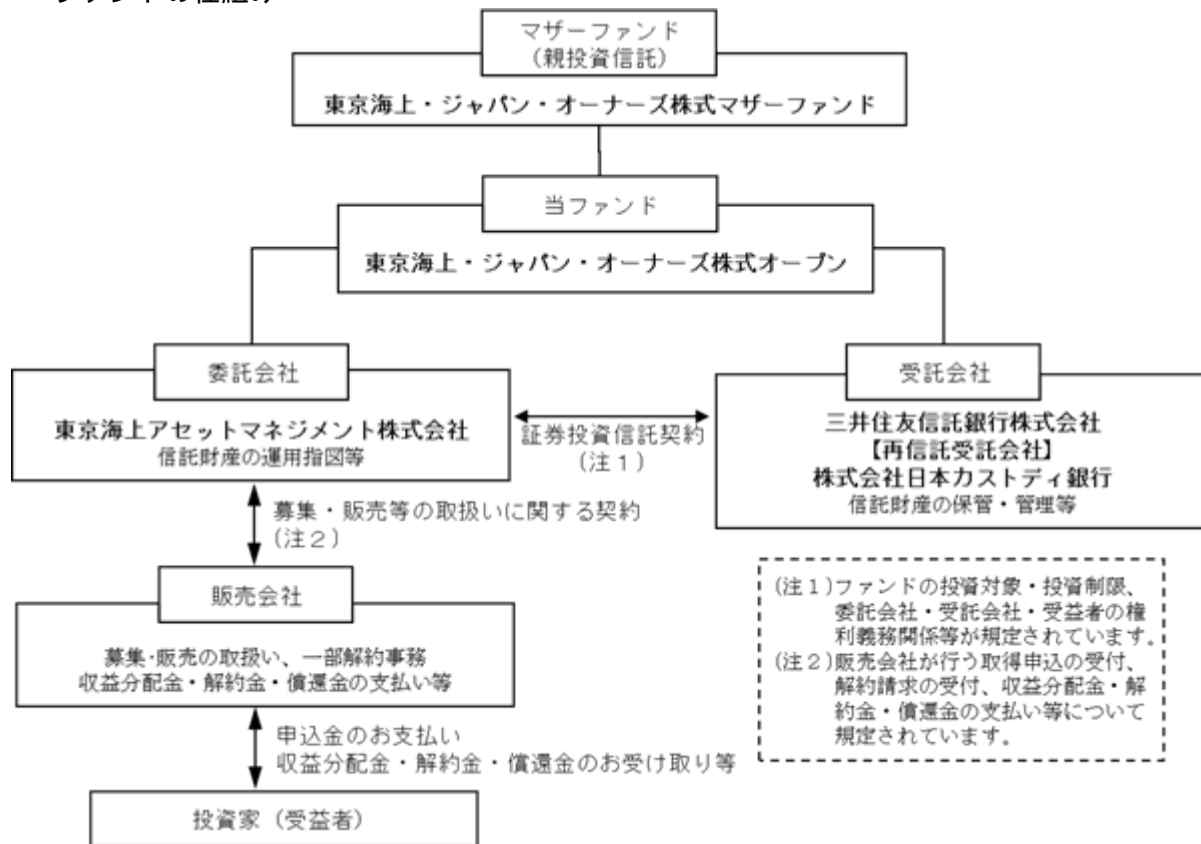 ファンドの仕組み
マザーファンド
(親投資信託)
東京海上・ジャパン・オーナーズ株式マザーファンド
当ファンド
東京海上・ジャパン・オーナーズ株式オープン
委託会社
東京海上アセットマネジメント株式会社
信託財産の運用指図等
証券投資信託契約
(注1)
受託会社
三井住友信託銀行株式会社
【再信託受託会社】
株式会社日本カストディ銀行
信託財産の保管・管理等
募集・販売等の取扱いに関する契約
(注2)
販売会社
募集・販売の取扱い、一部解約事務
収益分配金・解約金・償還金の支払い等
申込金のお支払い
収益分配金・解約金・償還金のお受け取り等
投資家(受益者)
(注1)ファンドの投資対象・投資制限、
委託会社・受託会社・受益者の権
利義務関係等が規定されています。
(注2)販売会社が行う取得申込の受付、
解約請求の受付、収益分配金・解
約金・償還金の支払い等について
規定されています。